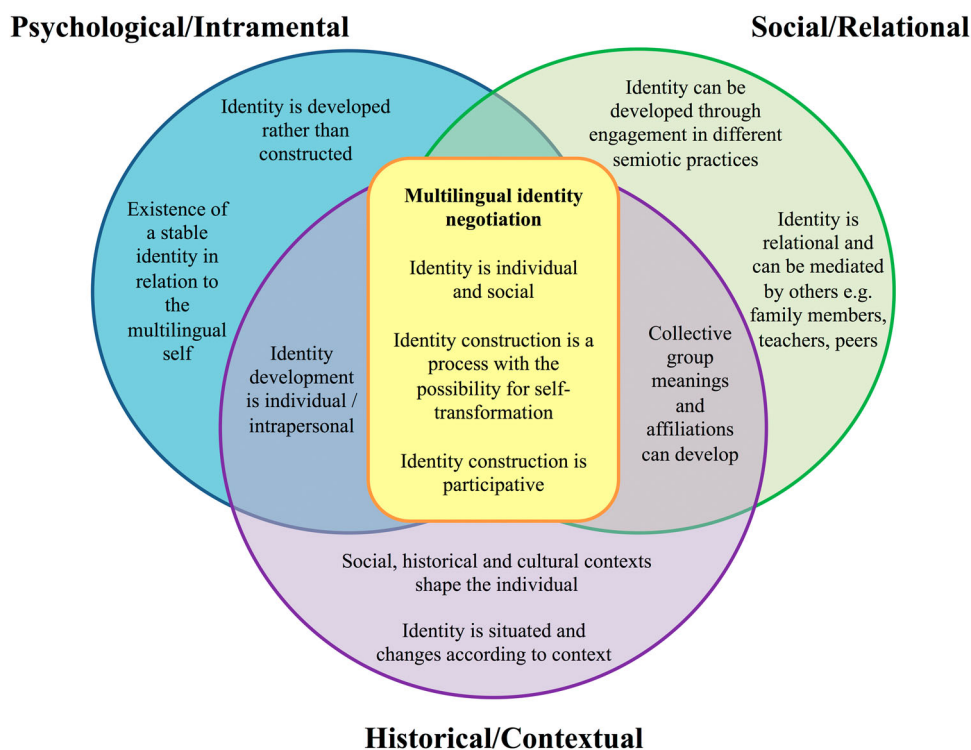 Psychological/Intramental
Social/Relational
Identity is developed
rather than
constructed
Existence of
a stable
identity in
relation to
the
multilingual
self
Identity
development
is individual /
intrapersonal
Multilingual identity
negotiation
Identity is individual
and social
Identity construction is a
process with the
possibility for self-
transformation
Identity construction is
participative
Identity can be
developed through
engagement in different
semiotic practices
Identity is
relational and
can be mediated
by others e.g.
family members,
teachers, peers
Collective
group
meanings
and
affiliations
can develop
Social, historical and cultural contexts
shape the individual
Identity is situated and
changes according to context
Historical/Contextual